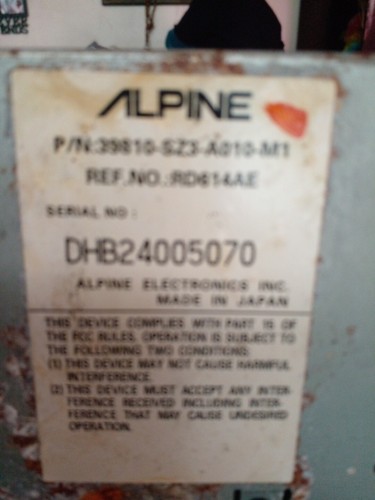 ALPINE
P/N:39810-SZ3-A010-M1
REF.NO.:RD614AE
SERIAL NO:
DHB24005070
ALPINE ELECTRONICS INC.
MADE IN JAPAN
THIS DEVICE COMPLIES WITH PART 15 OF
THE FCC RULES. OPERATION IS SUBJECT TO
THE FOLLOWING TWO CONDITIONS:
(1) THIS DEVICE MAY NOT CAUSE HARMFUL
INTERFERENCE.
(2) THIS DEVICE MUST ACCEPT ANY INTER-
FERENCE RECEIVED INCLUDING INTER-
FERENCE THAT MAY CAUSE UNDESIRED
OPERATION.